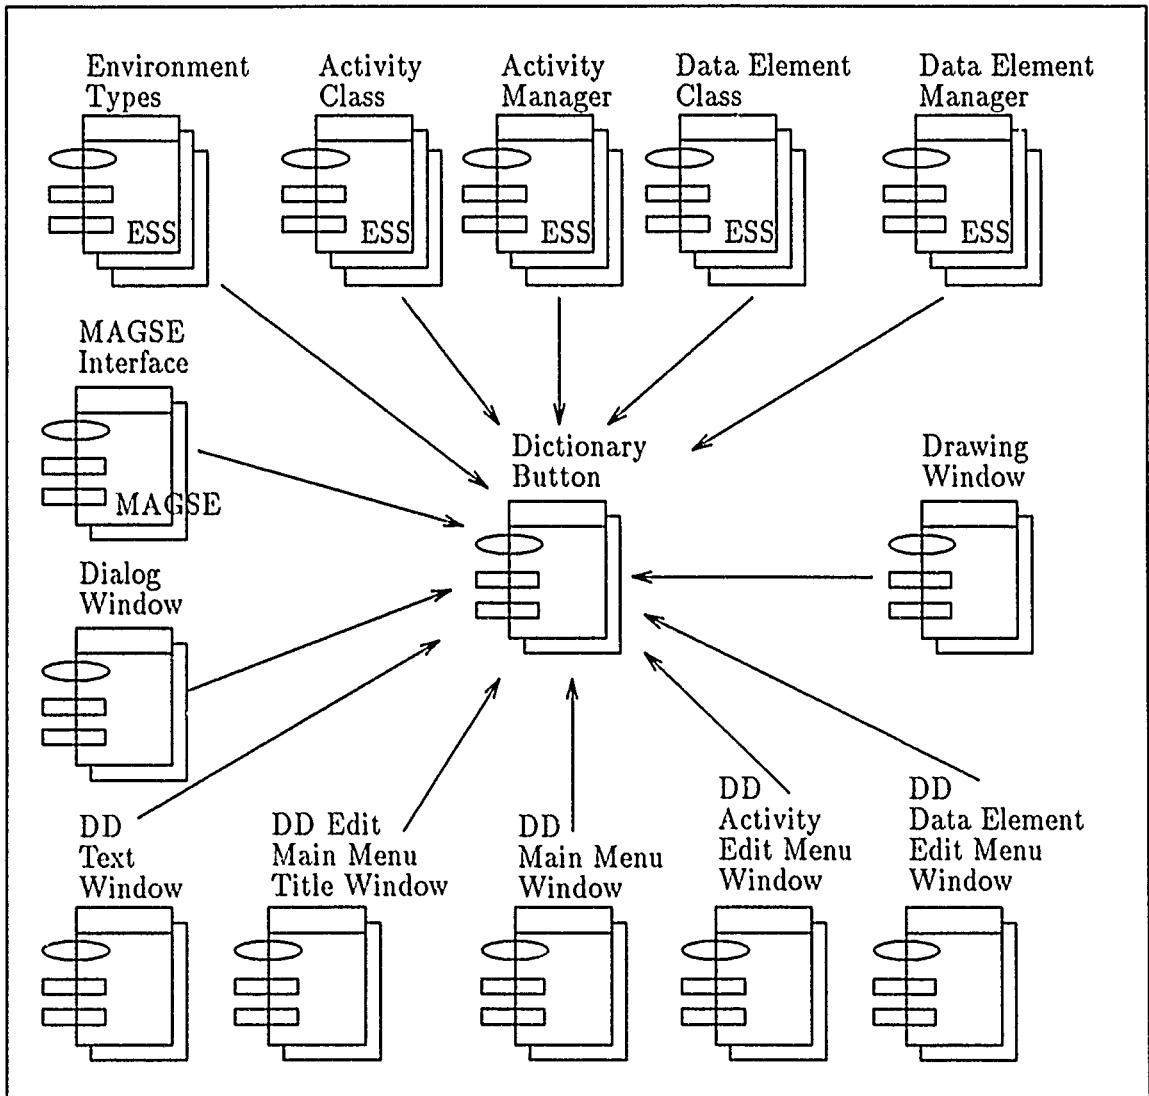 Environment
Types
ESS
Activity
Class
ESS
Activity
Manager
ESS
Data Element
Class
ESS
Data Element
Manager
ESS
MAGSE
Interface
MAGSE
Dictionary
Button
Drawing
Window
Dialog
Window
DD
Text
Window
DD Edit
Main Menu
Title Window
DD
Main Menu
Window
DD
Activity
Edit Menu
Window
DD
Data Element
Edit Menu
Window